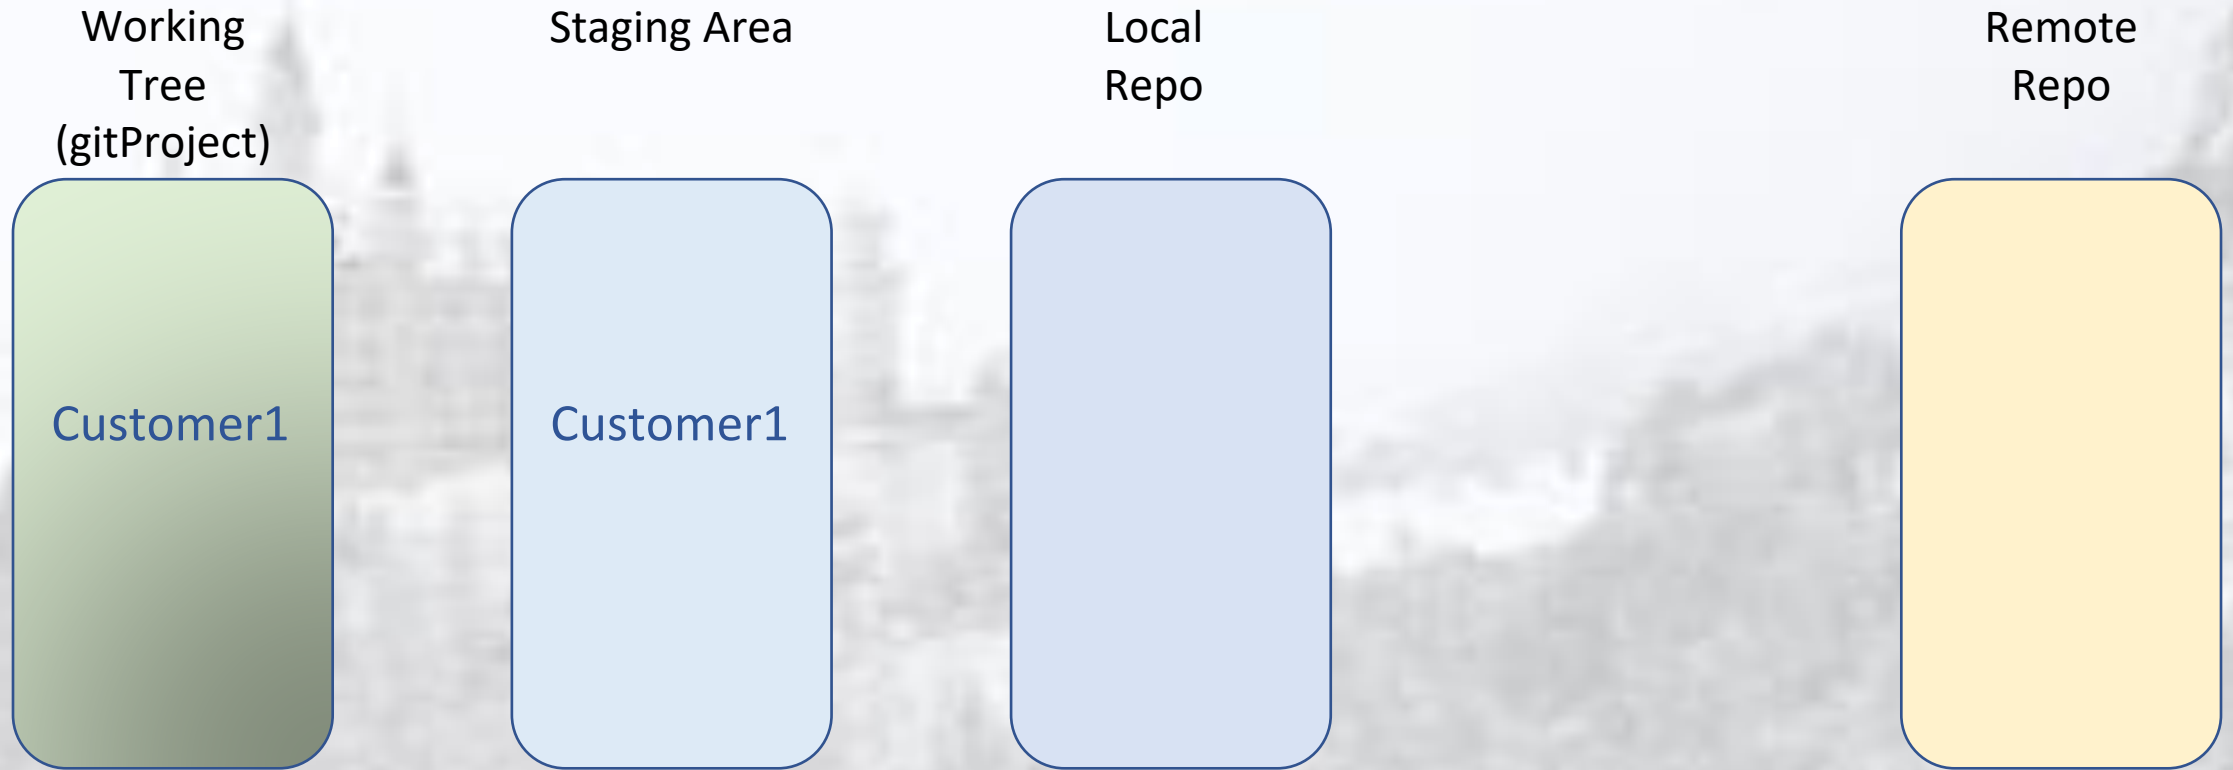 Working
Tree
(gitProject)
Staging Area
Local
Repo
Remote
Repo
Customer1
Customer1